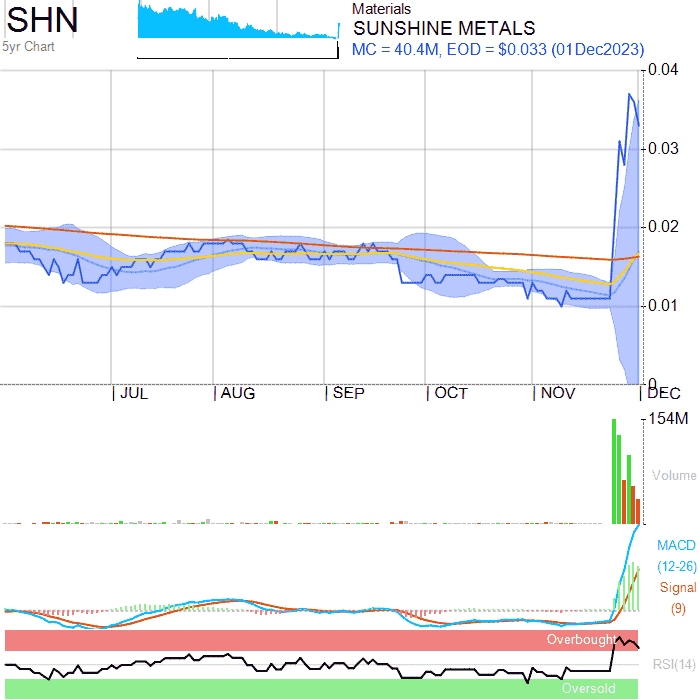 SHN
5yr Chart
Materials
SUNSHINE METALS
MC = 40.4M, EOD = $0.033 (01Dec2023)
0.04
0.03
0.02
0.01
0
JUL
AUG
SEP
OCT
NOV
DEC
154M
Volume
MACD
(12-26)
Signal
(9)
Overbought
RSI(14)
Oversold